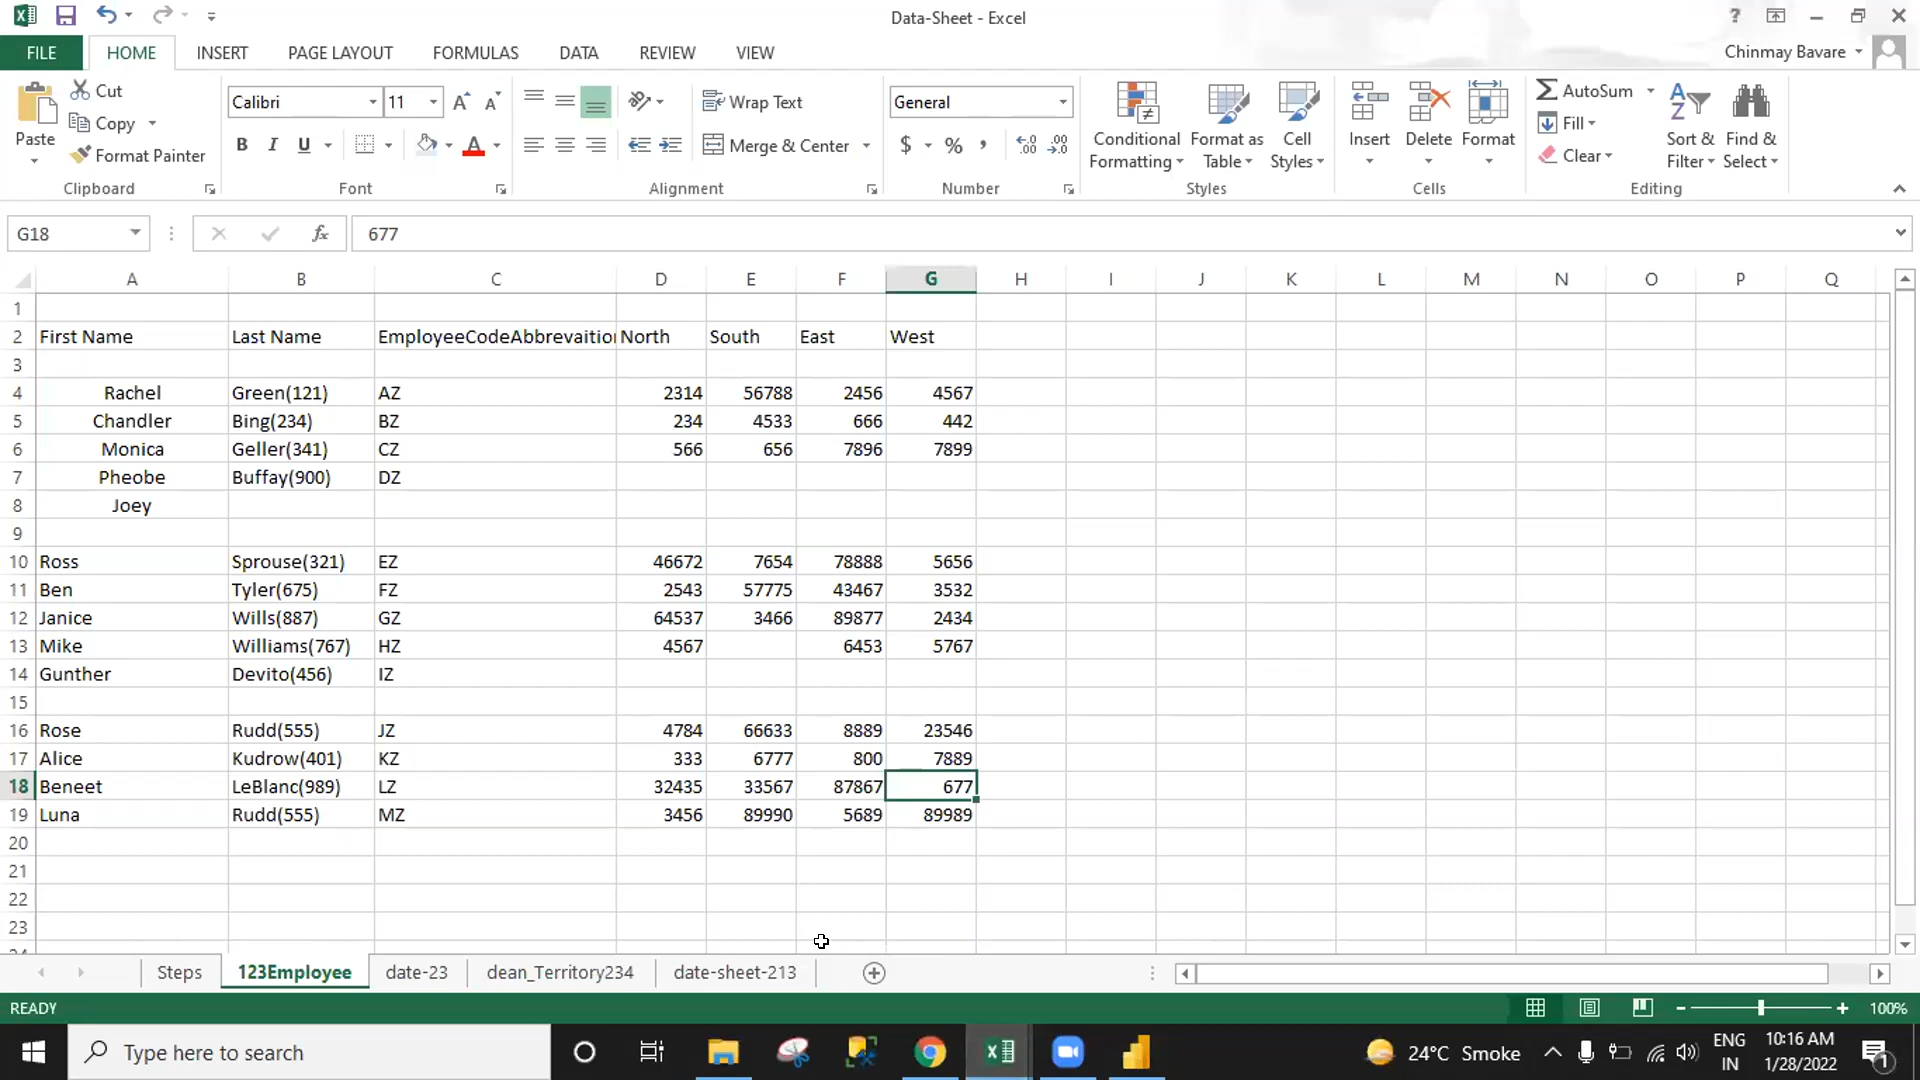 Data-Sheet - Excel
?
FILE HOME INSERT PAGE LAYOUT FORMULAS DATA REVIEW VIEW Chinmay Bavare
Paste Cut Copy Format Painter
Clipboard
Calibri 11
B I U A
Font
Wrap Text
Merge & Center
Alignment
General
$ % ,
Number
Conditional Formatting
Format as Table
Cell Styles
Styles
Insert Delete Format
Cells
AutoSum
Fill
Clear
Sort & Filter
Find & Select
Editing
G18 fx 677
A B C D E F G H I J K L M N O P Q
1
2 First Name Last Name EmployeeCodeAbbrevaition North South East West
3
4 Rachel Green(121) AZ 2314 56788 2456 4567
5 Chandler Bing(234) BZ 234 4533 666 442
6 Monica Geller(341) CZ 566 656 7896 7899
7 Pheobe Buffay(900) DZ
8 Joey
9
10 Ross Sprouse(321) EZ 46672 7654 78888 5656
11 Ben Tyler(675) FZ 2543 57775 43467 3532
12 Janice Wills(887) GZ 64537 3466 89877 2434
13 Mike Williams(767) HZ 4567 6453 5767
14 Gunther Devito(456) IZ
15
16 Rose Rudd(555) JZ 4784 66633 8889 23546
17 Alice Kudrow(401) KZ 333 6777 800 7889
18 Beneet LeBlanc(989) LZ 32435 33567 87867 677
19 Luna Rudd(555) MZ 3456 89990 5689 89989
20
21
22
23
Steps 123Employee date-23 dean_Territory234 date-sheet-213
READY 100%
Type here to search 24°C Smoke ENG IN 10:16 AM 1/28/2022 1